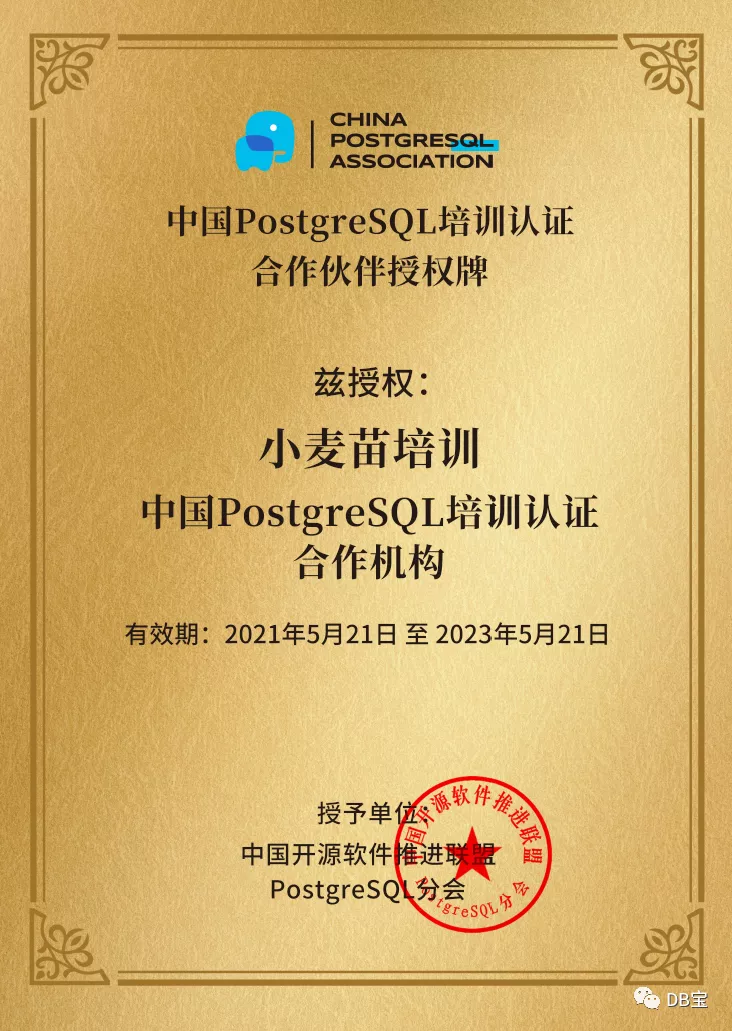 CHINA
POSTGRESQL
ASSOCIATION
中国PostgreSQL培训认证
合作伙伴授权牌
兹授权：
小麦苗培训
中国PostgreSQL培训认证
合作机构
有效期：2021年5月21日 至 2023年5月21日
授予单位：
中国开源软件推进联盟
PostgreSQL分会
中国开源软件推进联盟
PostgreSQL分会
DB宝